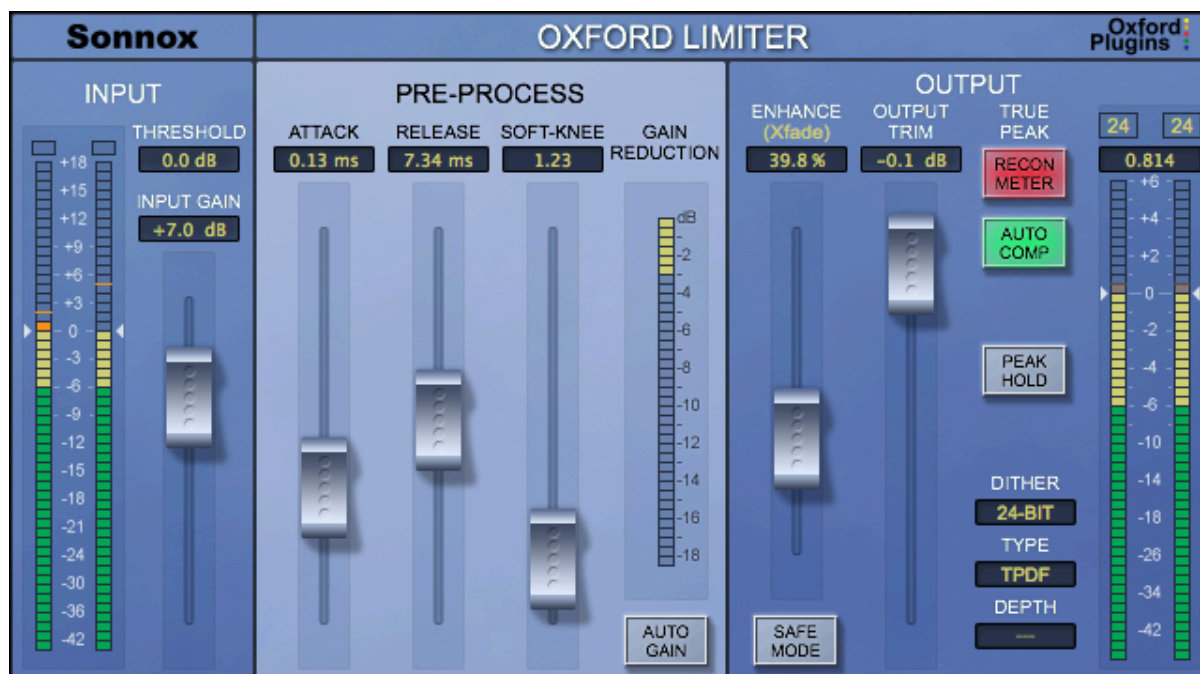 Sonnox
OXFORD LIMITER
Oxford
Plugins
INPUT
THRESHOLD
0.0 dB
INPUT GAIN
+7.0 dB
+18
+15
+12
+9
+6
+3
0
-3
-6
-9
-12
-15
-18
-21
-24
-30
-36
-42
PRE-PROCESS
ATTACK
0.13 ms
RELEASE
7.34 ms
SOFT-KNEE
1.23
GAIN
REDUCTION
dB
-2
-4
-6
-8
-10
-12
-14
-16
-18
AUTO
GAIN
OUTPUT
ENHANCE
(Xfade)
39.8 %
SAFE
MODE
OUTPUT
TRIM
-0.1 dB
TRUE
PEAK
RECON
METER
AUTO
COMP
PEAK
HOLD
DITHER
24-BIT
TYPE
TPDF
DEPTH
---
24 24
0.814
+6
+4
+2
0
-2
-4
-6
-10
-14
-18
-26
-34
-42